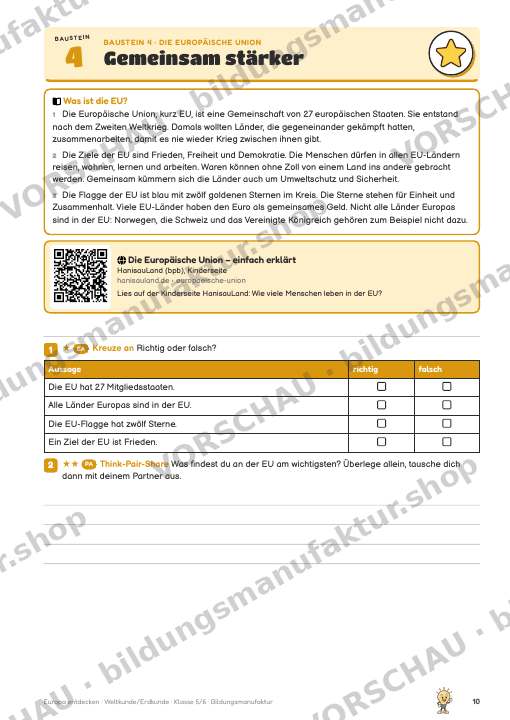 BAUSTEIN
4
BAUSTEIN 4 · DIE EUROPÄISCHE UNION
Gemeinsam stärker
Was ist die EU?
1 Die Europäische Union, kurz EU, ist eine Gemeinschaft von 27 europäischen Staaten. Sie entstand
nach dem Zweiten Weltkrieg. Damals wollten Länder, die gegeneinander gekämpft hatten,
zusammenarbeiten, damit es nie wieder Krieg zwischen ihnen gibt.
2 Die Ziele der EU sind Frieden, Freiheit und Demokratie. Die Menschen dürfen in allen EU-Ländern
reisen, wohnen, lernen und arbeiten. Waren können ohne Zoll von einem Land ins andere gebracht
werden. Gemeinsam kümmern sich die Länder auch um Umweltschutz und Sicherheit.
3 Die Flagge der EU ist blau mit zwölf goldenen Sternen im Kreis. Die Sterne stehen für Einheit und
Zusammenhalt. Viele EU-Länder haben den Euro als gemeinsames Geld. Nicht alle Länder Europas
sind in der EU: Norwegen, die Schweiz und das Vereinigte Königreich gehören zum Beispiel nicht dazu.
Die Europäische Union – einfach erklärt
HanisauLand (bpb), Kinderseite
hanisauland.de · europaeische-union
Lies auf der Kinderseite HanisauLand: Wie viele Menschen leben in der EU?
1 ★ EA Kreuze an Richtig oder falsch?
Aussage richtig falsch
Die EU hat 27 Mitgliedsstaaten.
Alle Länder Europas sind in der EU.
Die EU-Flagge hat zwölf Sterne.
Ein Ziel der EU ist Frieden.
2 ★★ PA Think-Pair-Share Was findest du an der EU am wichtigsten? Überlege allein, tausche dich
dann mit deinem Partner aus.
Europa entdecken · Weltkunde/Erdkunde · Klasse 5/6 · Bildungsmanufaktur
10
VORSCHAU · bildungsmanufaktur.shop